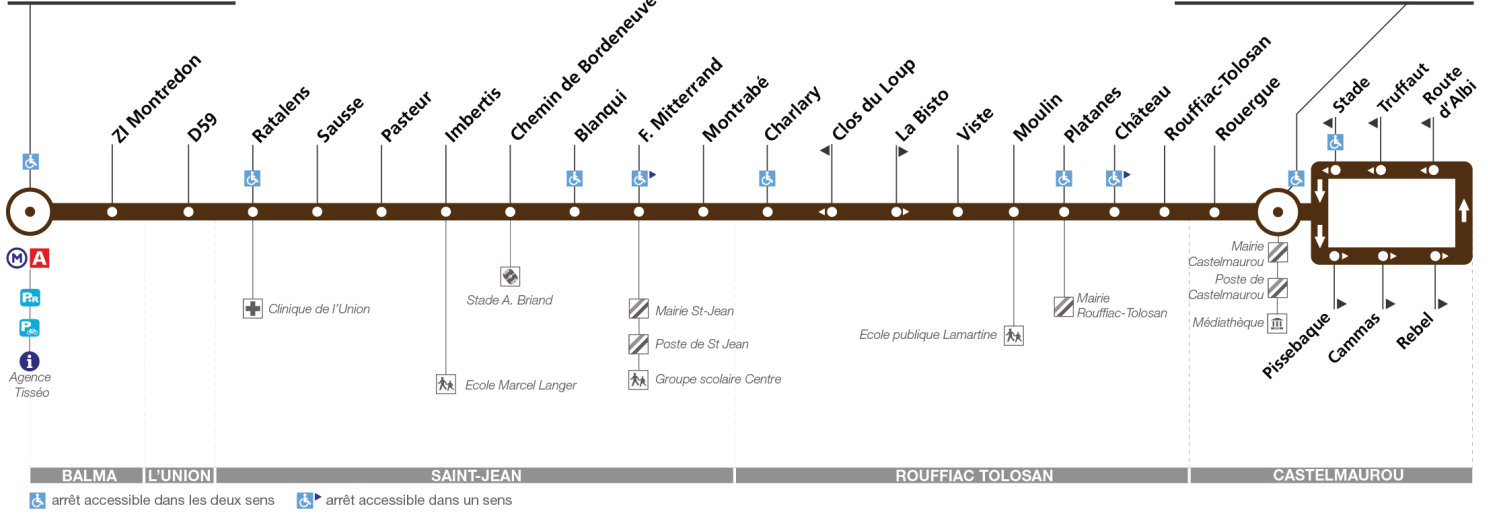 ZI Montredon
D59
Ratalens
Sausse
Pasteur
Imbertis
Chemin de Bordeneuve
Blanqui
F. Mitterrand
Montrabé
Charlary
Clos du Loup
La Bisto
Viste
Moulin
Platanes
Château
Rouffiac-Tolosan
Rouergue
Stade
Truffaut
Route
d'Albi
M A
P+R
P
i
Agence
Tisséo
Clinique de l'Union
Ecole Marcel Langer
Stade A. Briand
Mairie St-Jean
Poste de St Jean
Groupe scolaire Centre
Ecole publique Lamartine
Mairie
Rouffiac-Tolosan
Mairie
Castelmaurou
Poste de
Castelmaurou
Médiathèque
Pissebaque
Cammas
Rebel
BALMA
L'UNION
SAINT-JEAN
ROUFFIAC TOLOSAN
CASTELMAUROU
arrêt accessible dans les deux sens
arrêt accessible dans un sens